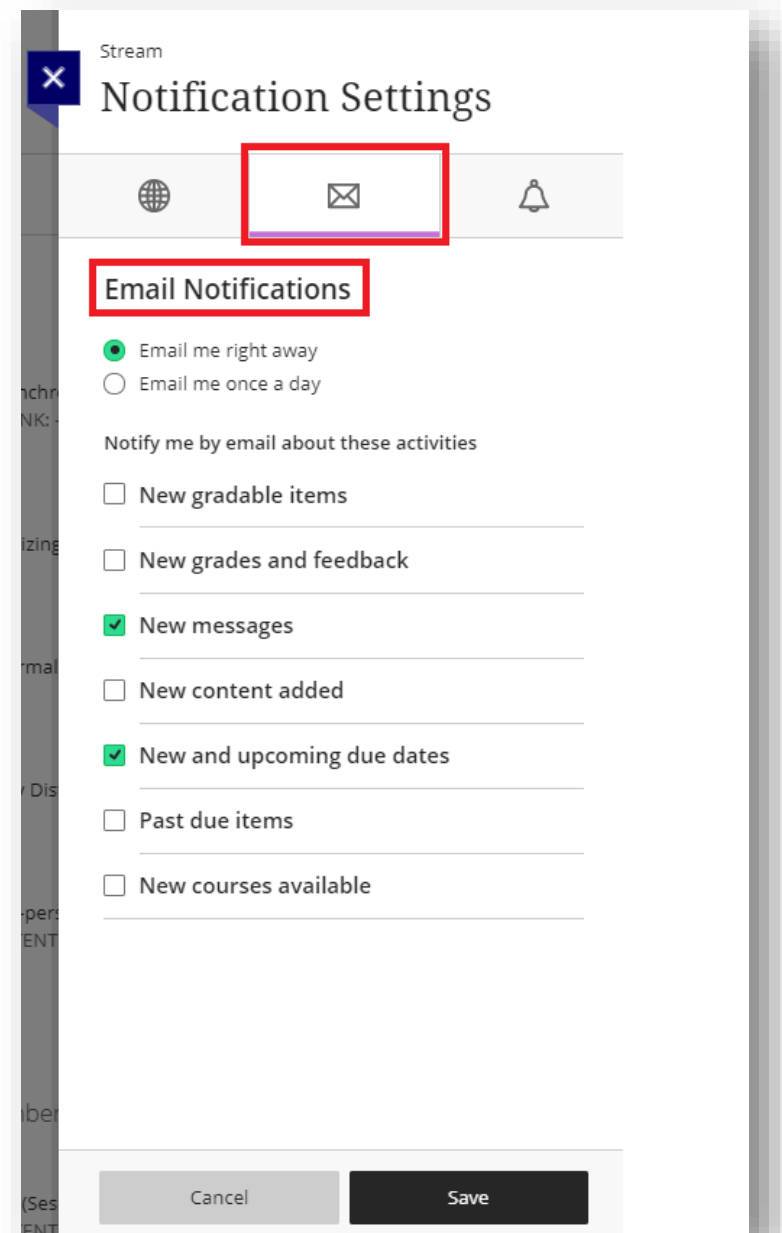 Stream
Notification Settings
Email Notifications
Email me right away
Email me once a day
Notify me by email about these activities
New gradable items
New grades and feedback
New messages
New content added
New and upcoming due dates
Past due items
New courses available
Cancel
Save
NK: -
(Ses